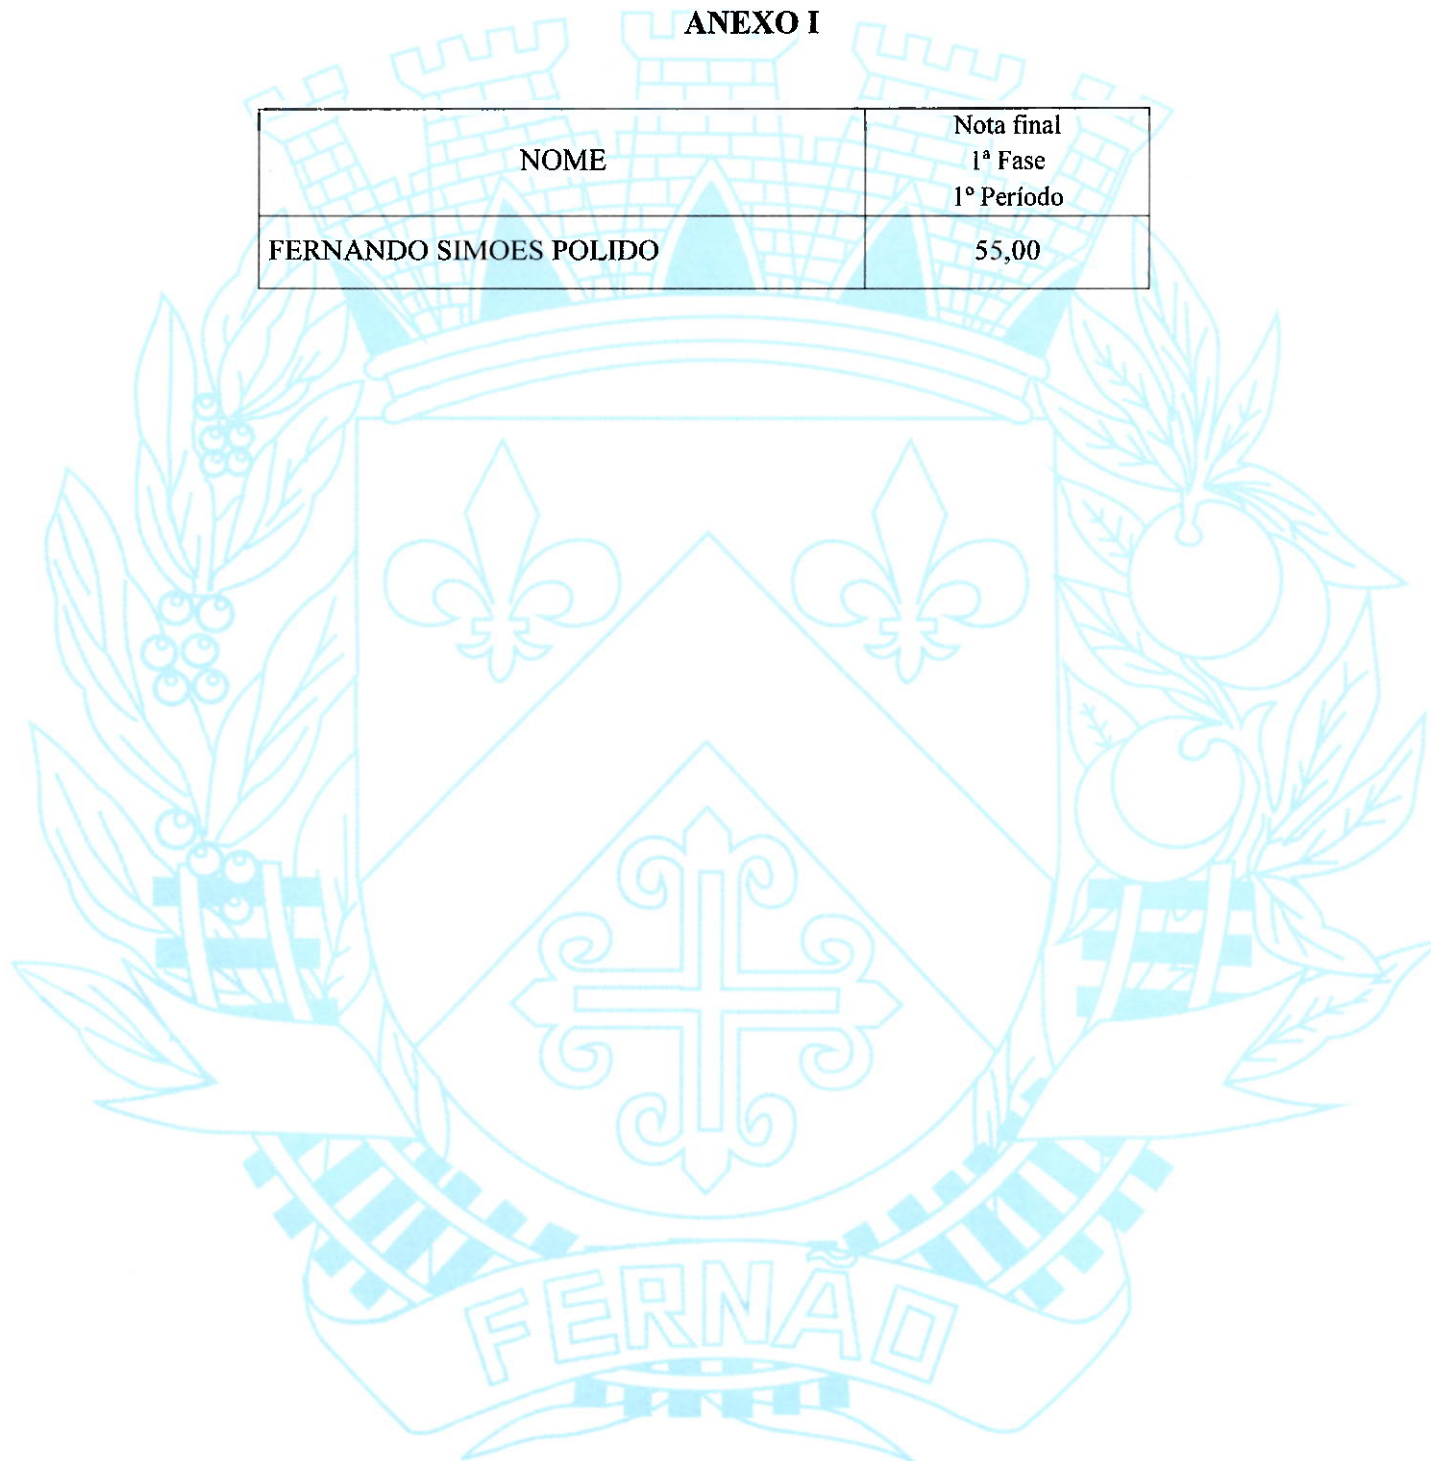 ANEXO I
NOME
Nota final
1ª Fase
1º Período
FERNANDO SIMOES POLIDO
55,00
FERNÃO